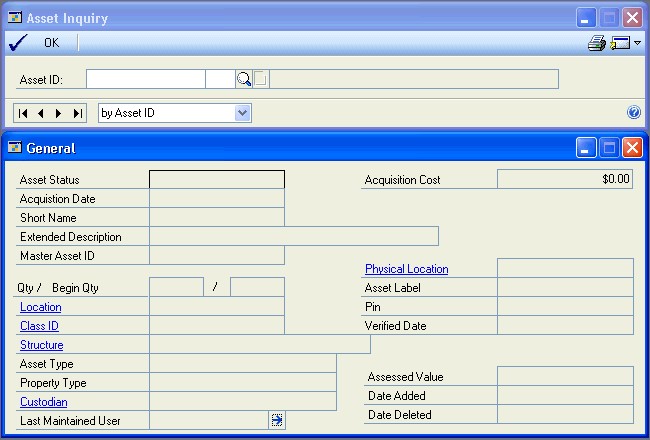 Asset Inquiry
OK
Asset ID:
by Asset ID
General
Asset Status
Acquisition Cost $0.00
Acquistion Date
Short Name
Extended Description
Master Asset ID
Qty / Begin Qty /
Physical Location
Asset Label
Location
Pin
Class ID
Verified Date
Structure
Asset Type
Property Type
Assessed Value
Custodian
Date Added
Last Maintained User
Date Deleted